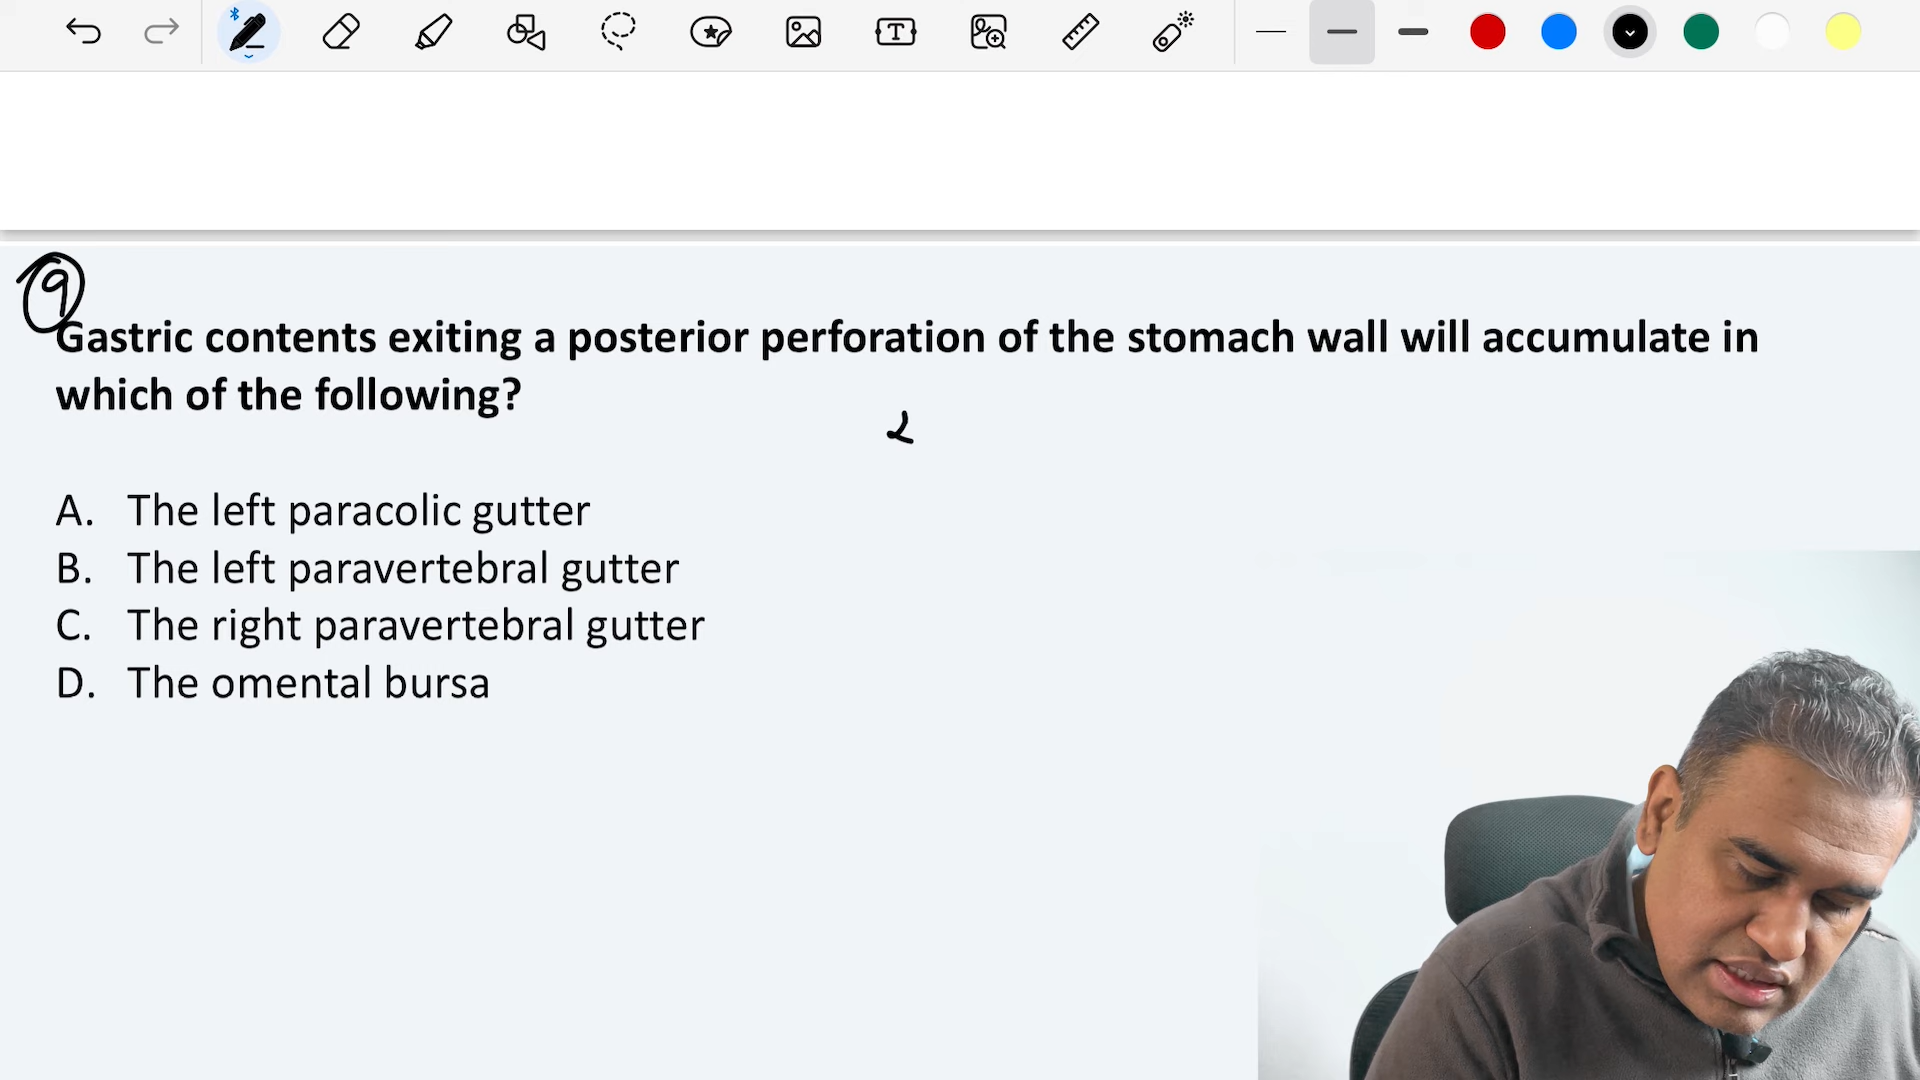 9
Gastric contents exiting a posterior perforation of the stomach wall will accumulate in
which of the following?
A. The left paracolic gutter
B. The left paravertebral gutter
C. The right paravertebral gutter
D. The omental bursa